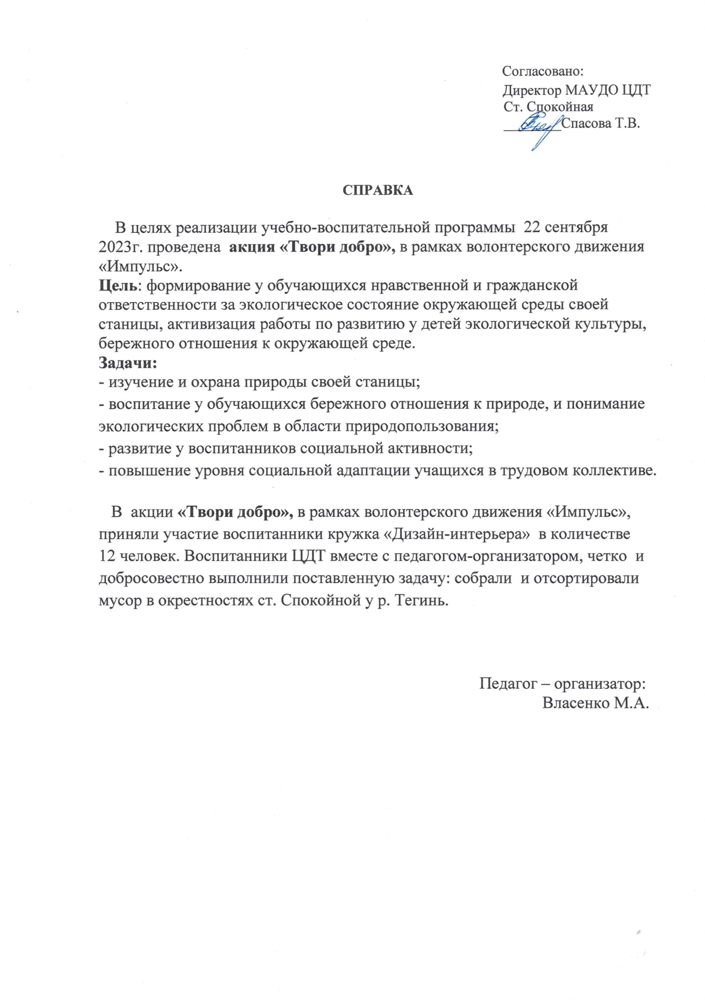 Согласовано:
Директор МАУДО ЦДТ
Ст. Спокойная
________Спасова Т.В.
СПРАВКА
В целях реализации учебно-воспитательной программы 22 сентября
2023г. проведена акция «Твори добро», в рамках волонтерского движения
«Импульс».
Цель: формирование у обучающихся нравственной и гражданской
ответственности за экологическое состояние окружающей среды своей
станицы, активизация работы по развитию у детей экологической культуры,
бережного отношения к окружающей среде.
Задачи:
- изучение и охрана природы своей станицы;
- воспитание у обучающихся бережного отношения к природе, и понимание
экологических проблем в области природопользования;
- развитие у воспитанников социальной активности;
- повышение уровня социальной адаптации учащихся в трудовом коллективе.
В акции «Твори добро», в рамках волонтерского движения «Импульс»,
приняли участие воспитанники кружка «Дизайн-интерьера» в количестве
12 человек. Воспитанники ЦДТ вместе с педагогом-организатором, четко и
добросовестно выполнили поставленную задачу: собрали и отсортировали
мусор в окрестностях ст. Спокойной у р. Тегинь.
Педагог – организатор:
Власенко М.А.